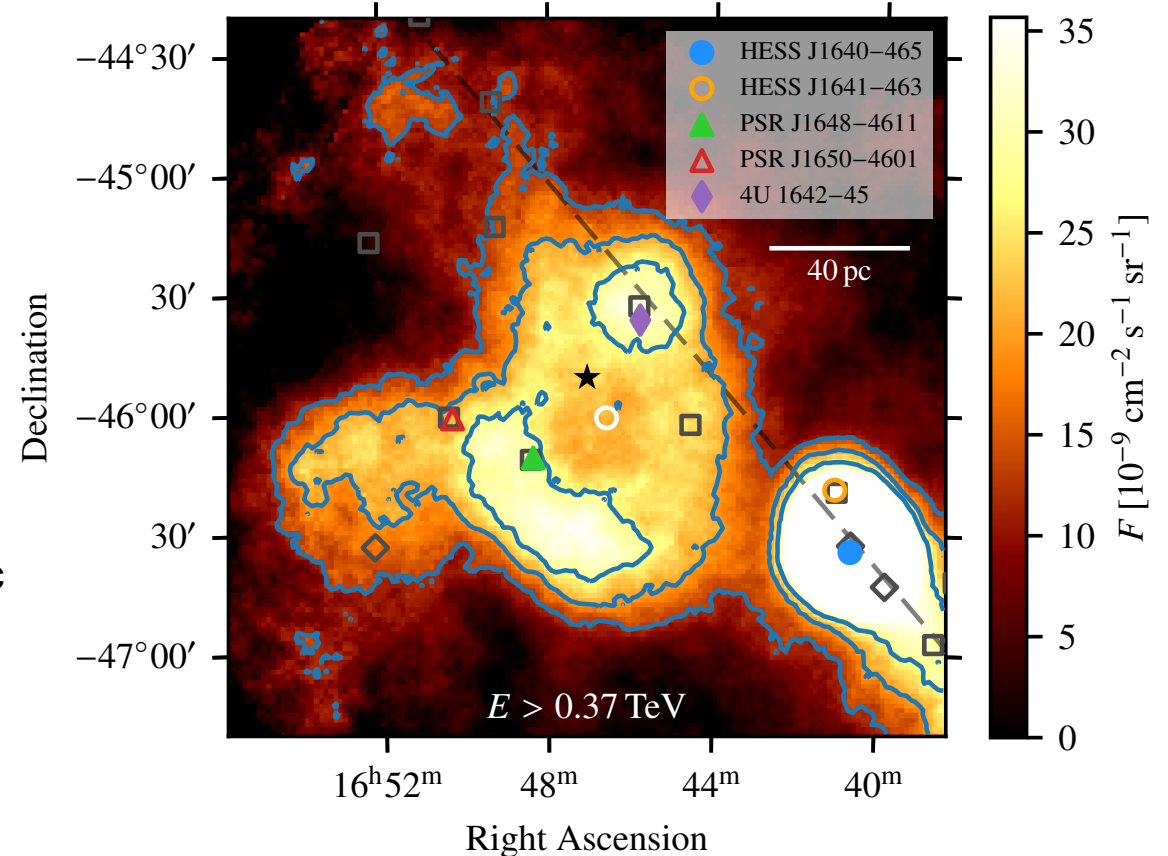 −44°30′
−45°00′
30′
−46°00′
30′
−47°00′
Declination
HESS J1640−465
HESS J1641−463
PSR J1648−4611
PSR J1650−4601
4U 1642−45
40 pc
E > 0.37 TeV
16ʰ52ᵐ
48ᵐ
44ᵐ
40ᵐ
Right Ascension
35
30
25
20
15
10
5
0
F [10⁻⁹ cm⁻² s⁻¹ sr⁻¹]